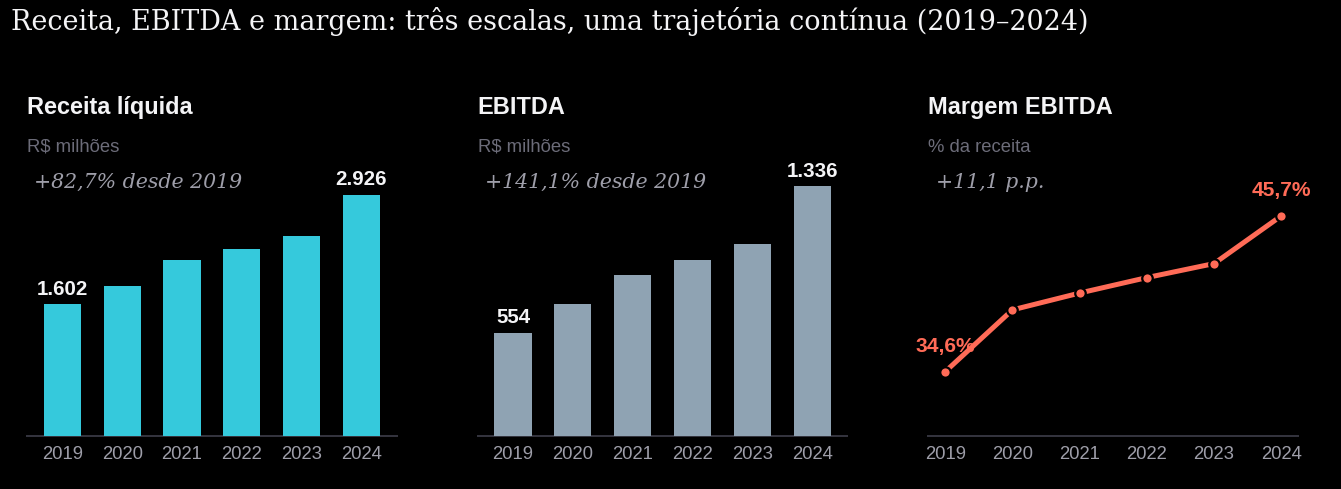 Receita, EBITDA e margem: três escalas, uma trajetória contínua (2019–2024)
Receita líquida
R$ milhões
+82,7% desde 2019
2.926
1.602
2019 2020 2021 2022 2023 2024
EBITDA
R$ milhões
+141,1% desde 2019
1.336
554
2019 2020 2021 2022 2023 2024
Margem EBITDA
% da receita
+11,1 p.p.
45,7%
34,6%
2019 2020 2021 2022 2023 2024